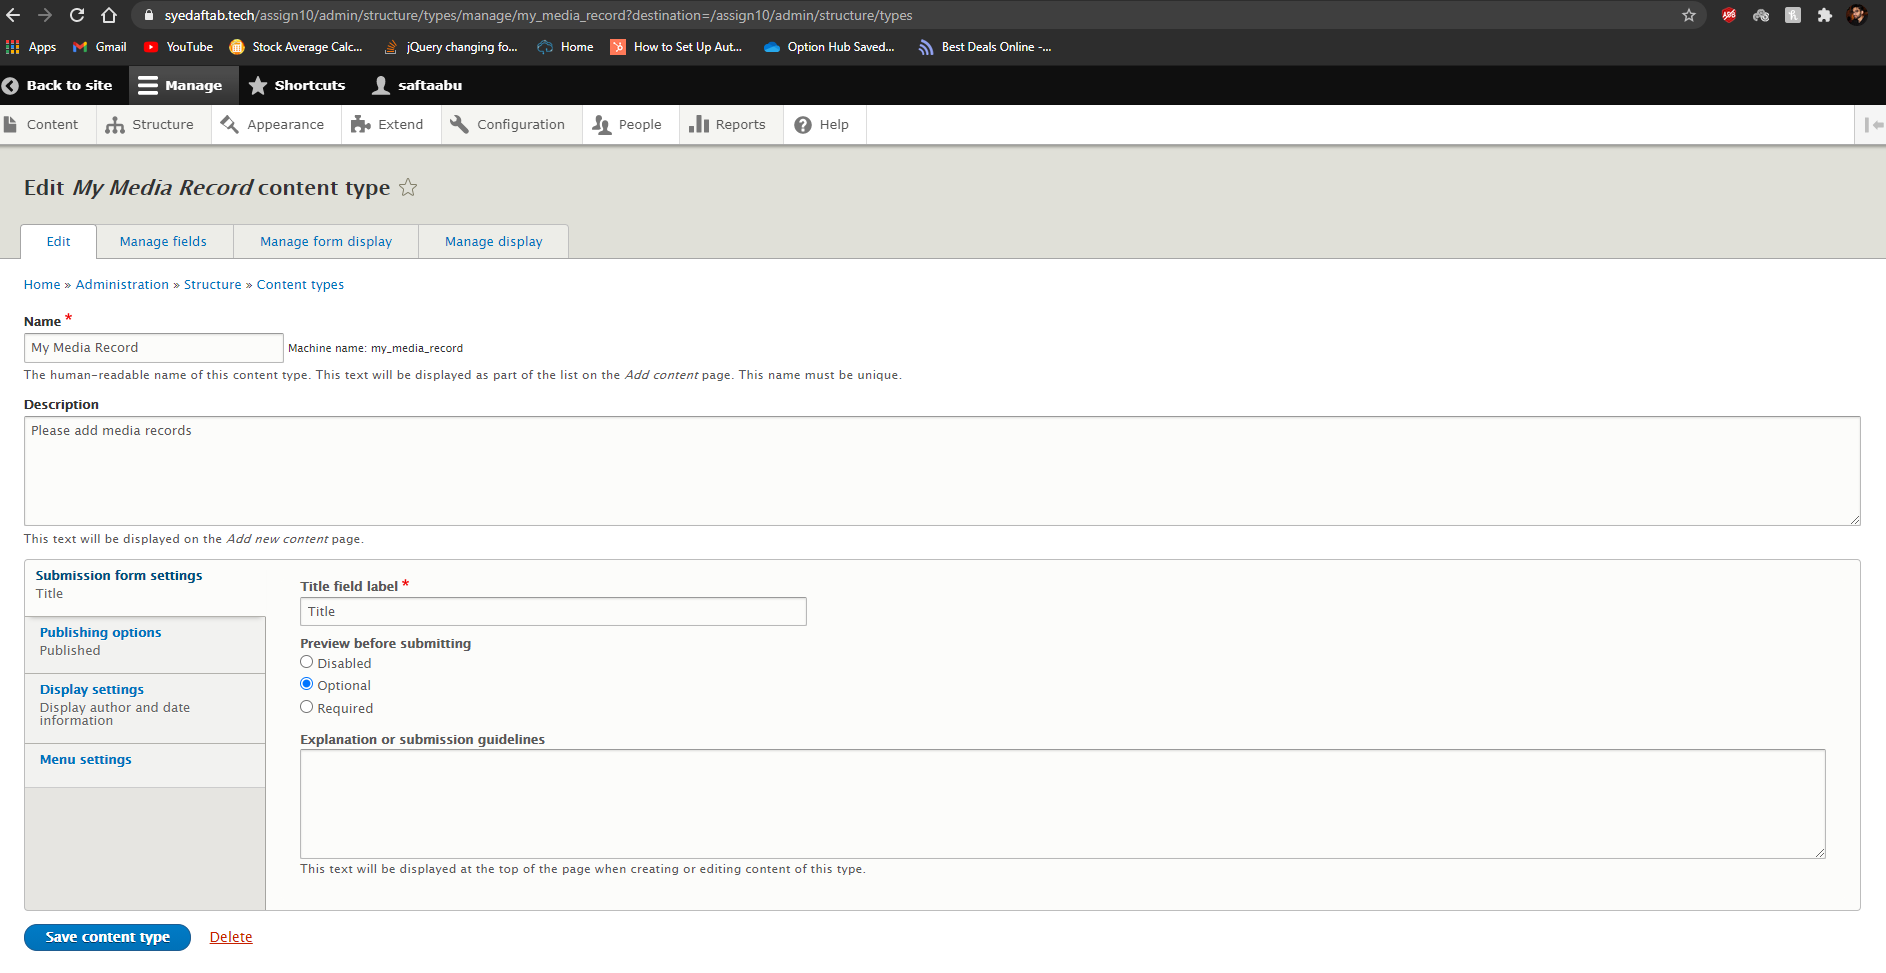 syedaftab.tech/assign10/admin/structure/types/manage/my_media_record?destination=/assign10/admin/structure/types
Apps Gmail YouTube Stock Average Calc... jQuery changing fo... Home How to Set Up Aut... Option Hub Saved... Best Deals Online -...
Back to site Manage Shortcuts saftaabu
Content Structure Appearance Extend Configuration People Reports Help
Edit My Media Record content type
Edit Manage fields Manage form display Manage display
Home » Administration » Structure » Content types
Name *
My Media Record Machine name: my_media_record
The human-readable name of this content type. This text will be displayed as part of the list on the Add content page. This name must be unique.
Description
Please add media records
This text will be displayed on the Add new content page.
Submission form settings
Title
Publishing options
Published
Display settings
Display author and date
information
Menu settings
Title field label *
Title
Preview before submitting
Disabled
Optional
Required
Explanation or submission guidelines
This text will be displayed at the top of the page when creating or editing content of this type.
Save content type Delete